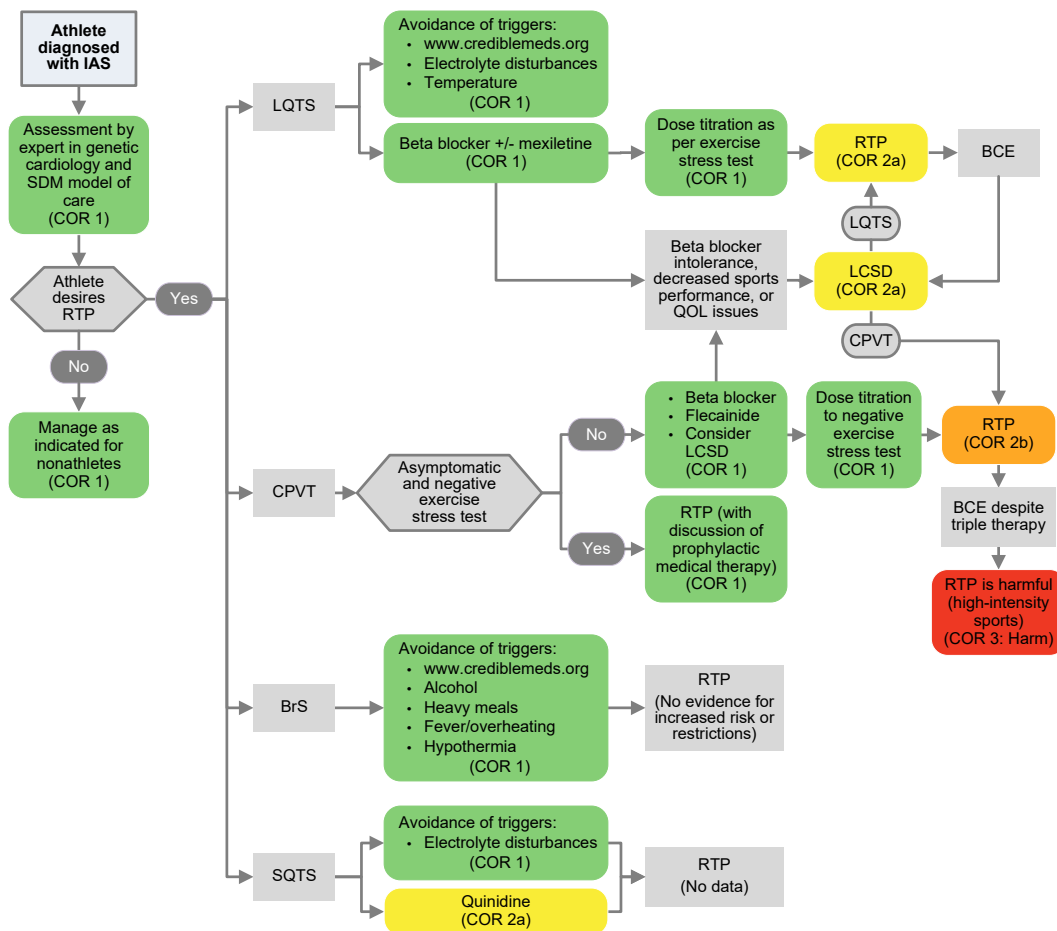 Athlete
diagnosed
with IAS
Assessment by
expert in genetic
cardiology and
SDM model of
care
(COR 1)
Athlete
desires
RTP
Yes
No
Manage as
indicated for
nonathletes
(COR 1)
LQTS
Avoidance of triggers:
• www.crediblemeds.org
• Electrolyte disturbances
• Temperature
(COR 1)
Beta blocker +/- mexiletine
(COR 1)
Dose titration as
per exercise
stress test
(COR 1)
RTP
(COR 2a)
BCE
LQTS
Beta blocker
intolerance,
decreased sports
performance, or
QOL issues
LCSD
(COR 2a)
CPVT
CPVT
Asymptomatic
and negative
exercise
stress test
No
• Beta blocker
• Flecainide
• Consider
LCSD
(COR 1)
Dose titration
to negative
exercise
stress test
(COR 1)
RTP
(COR 2b)
Yes
RTP (with
discussion of
prophylactic
medical therapy)
(COR 1)
BCE despite
triple therapy
RTP is harmful
(high-intensity
sports)
(COR 3: Harm)
BrS
Avoidance of triggers:
• www.crediblemeds.org
• Alcohol
• Heavy meals
• Fever/overheating
• Hypothermia
(COR 1)
RTP
(No evidence for
increased risk or
restrictions)
SQTS
Avoidance of triggers:
• Electrolyte disturbances
(COR 1)
Quinidine
(COR 2a)
RTP
(No data)